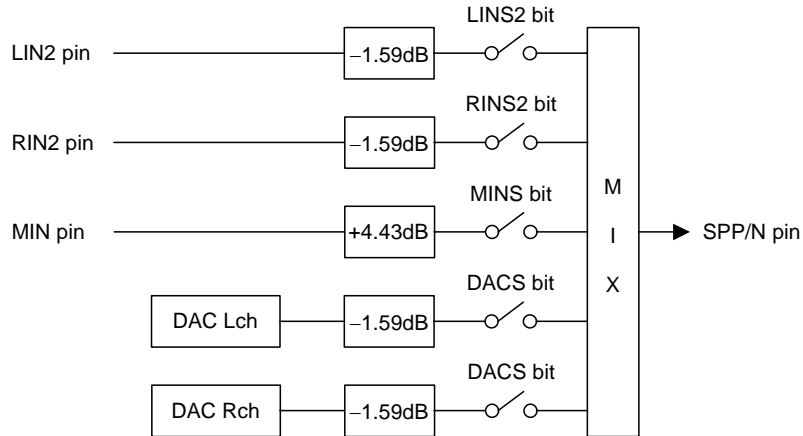 LINS2 bit
LIN2 pin
−1.59dB
RINS2 bit
RIN2 pin
−1.59dB
MINS bit
MIN pin
+4.43dB
M
I
X
SPP/N pin
DACS bit
DAC Lch
−1.59dB
DACS bit
DAC Rch
−1.59dB